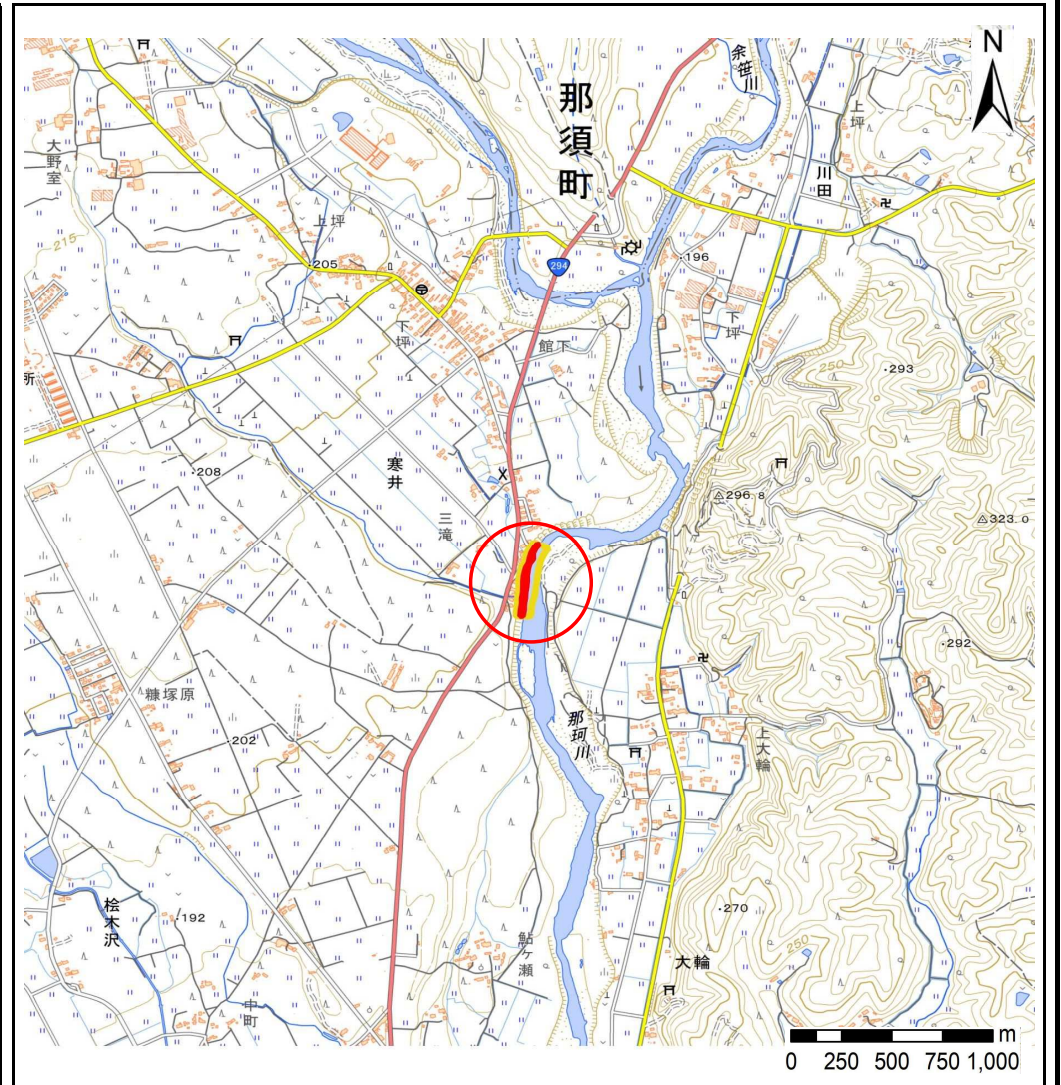 N
余笹川
那須町
上坪
大野室
川田
上坪
215
205
294
196
下坪
下坪
館下
250
293
所
208
寒井
三滝
296.8
323.0
292
糠塚原
202
那珂川
上大輪
桧木沢
192
270
鮎ヶ瀬
大輪
250
中町
m
0 250 500 750 1,000